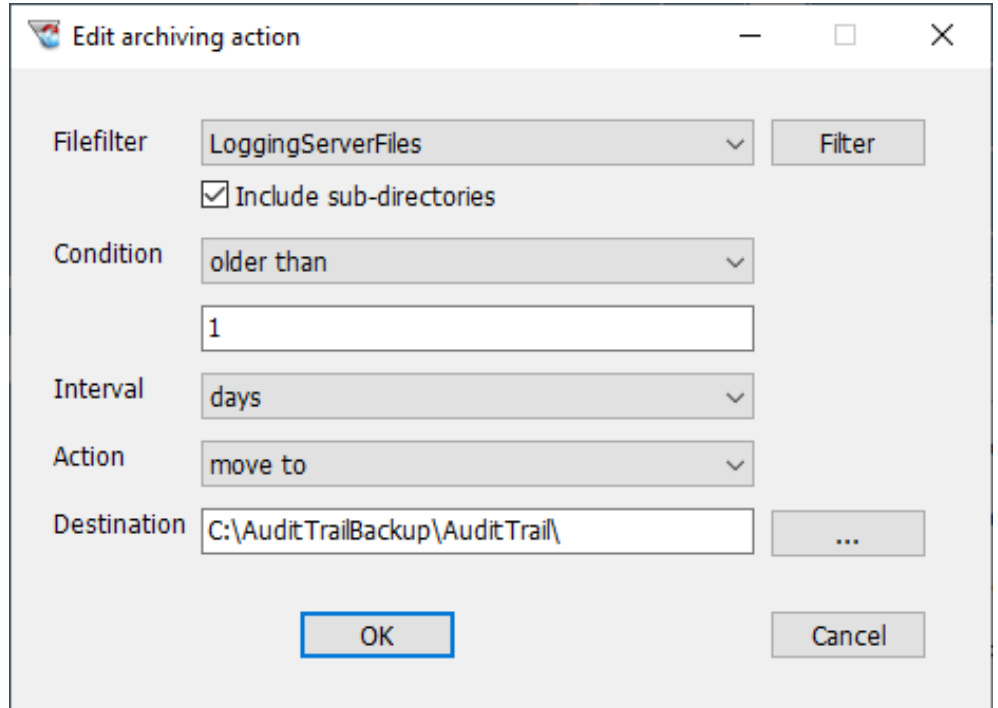 Edit archiving action
Filefilter LoggingServerFiles Filter
Include sub-directories
Condition older than
1
Interval days
Action move to
Destination C:\AuditTrailBackup\AuditTrail\ ...
OK Cancel